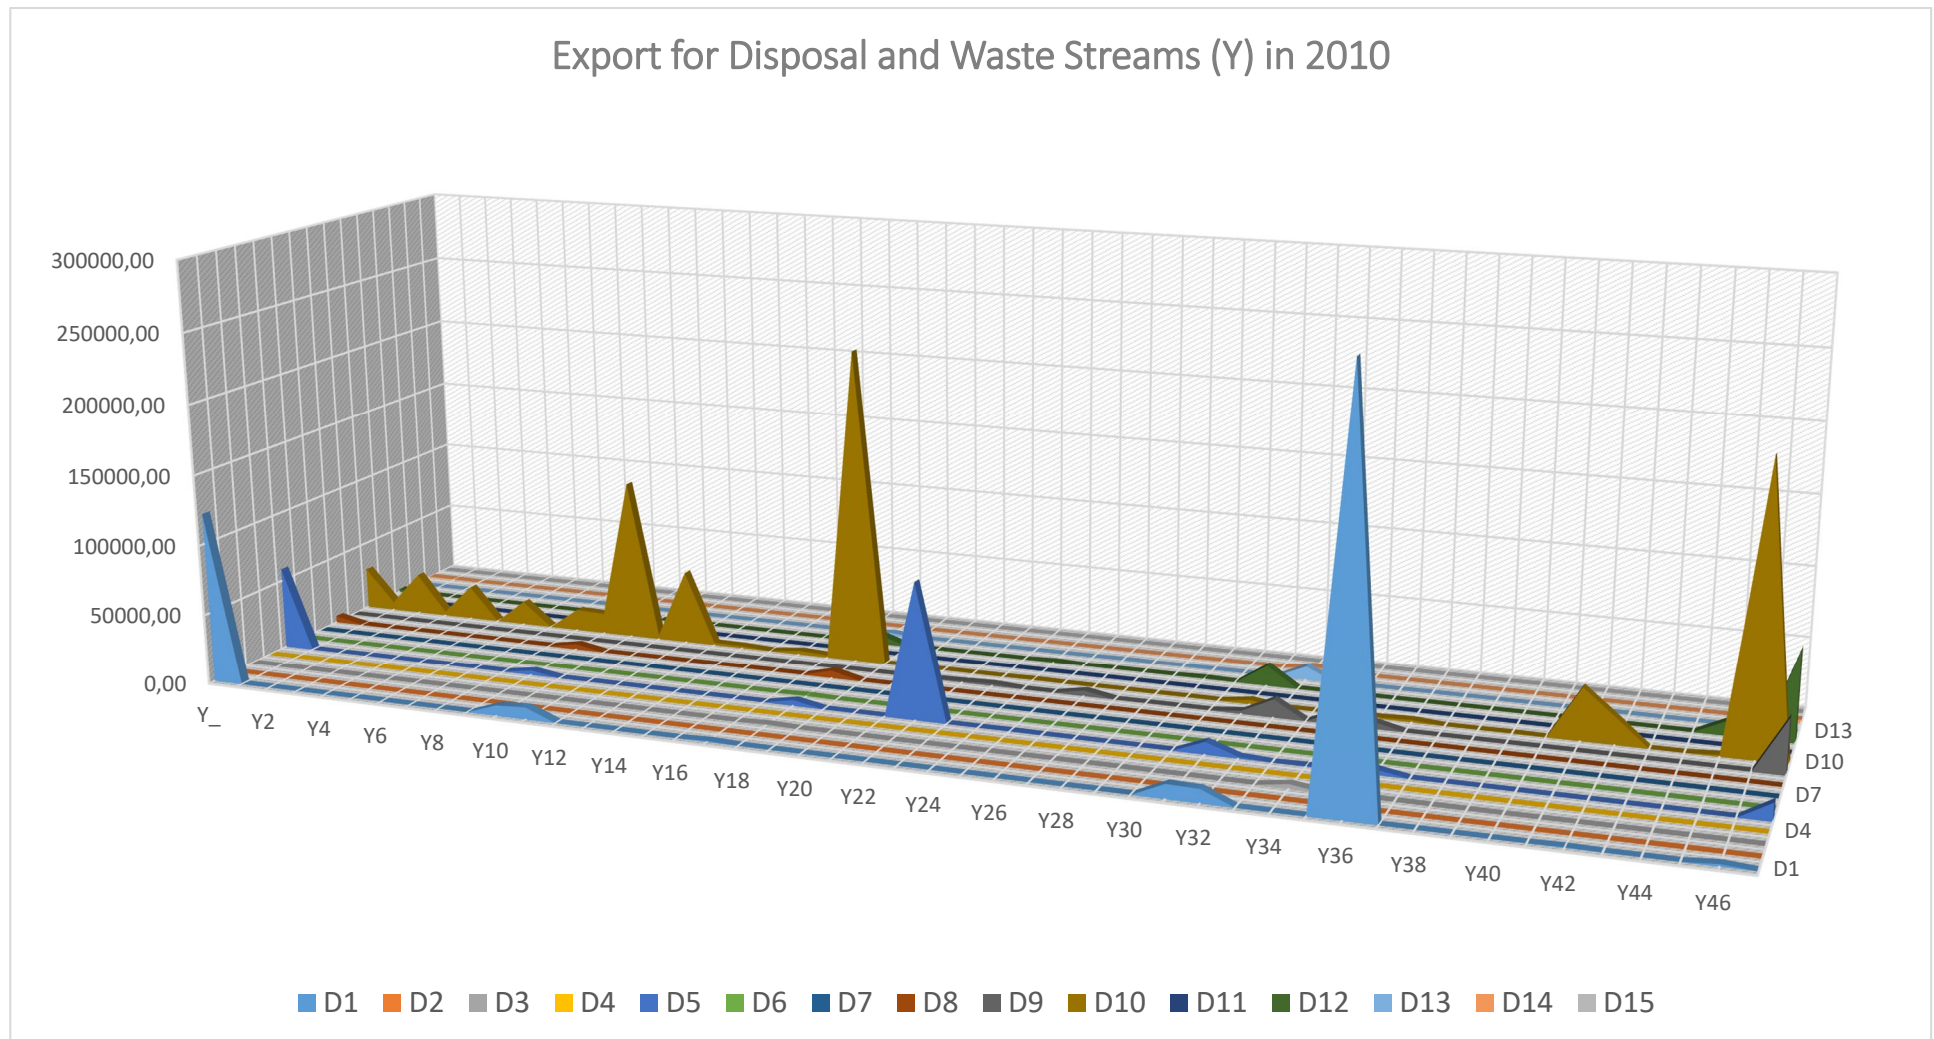 Export for Disposal and Waste Streams (Y) in 2010
300000,00
250000,00
200000,00
150000,00
100000,00
50000,00
0,00
Y_
Y2
Y4
Y6
Y8
Y10
Y12
Y14
Y16
Y18
Y20
Y22
Y24
Y26
Y28
Y30
Y32
Y34
Y36
Y38
Y40
Y42
Y44
Y46
D13
D10
D7
D4
D1
D1 D2 D3 D4 D5 D6 D7 D8 D9 D10 D11 D12 D13 D14 D15